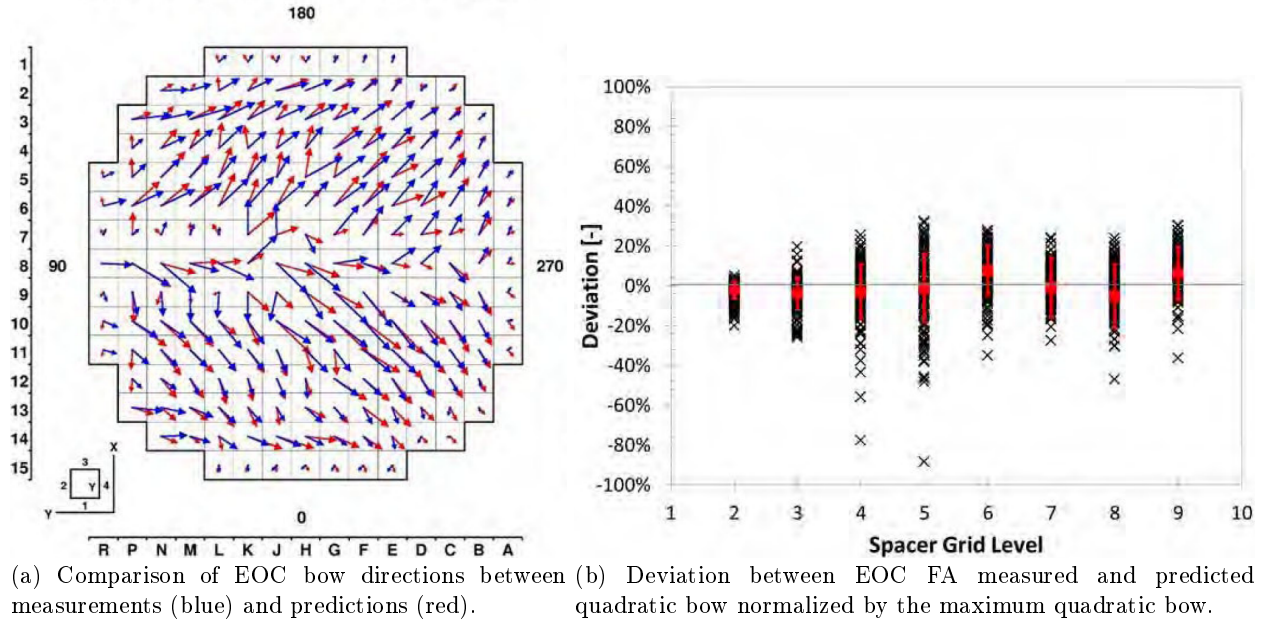 180
1
2
3
4
5
6
7
8
9
10
11
12
13
14
15
90
270
0
X
Y
3
2 Y 4
1
R P N M L K J H G F E D C B A
100%
80%
60%
40%
20%
0%
-20%
-40%
-60%
-80%
-100%
Deviation [-]
1 2 3 4 5 6 7 8 9 10
Spacer Grid Level
(a) Comparison of EOC bow directions between
measurements (blue) and predictions (red).
(b) Deviation between EOC FA measured and predicted
quadratic bow normalized by the maximum quadratic bow.